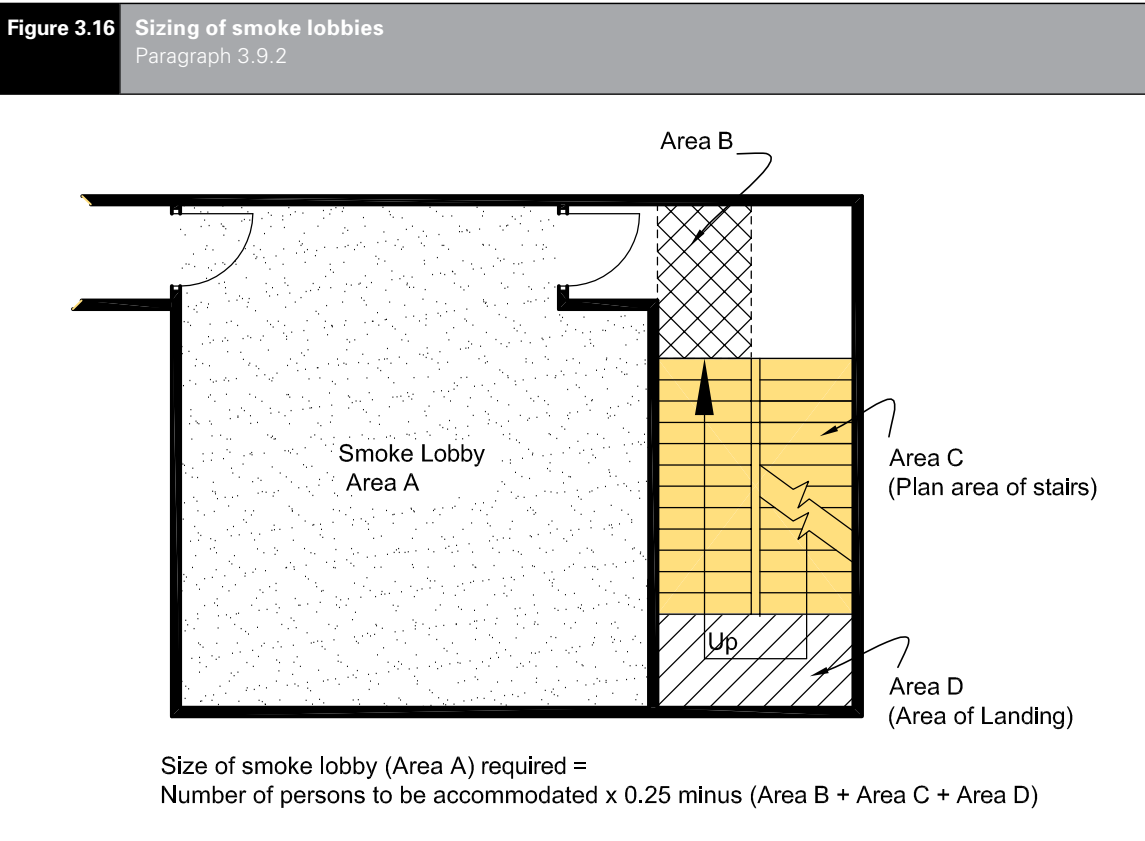 Figure 3.16 Sizing of smoke lobbies
Paragraph 3.9.2
Area B
Smoke Lobby
Area A
Area C
(Plan area of stairs)
Up
Area D
(Area of Landing)
Size of smoke lobby (Area A) required =
Number of persons to be accommodated x 0.25 minus (Area B + Area C + Area D)